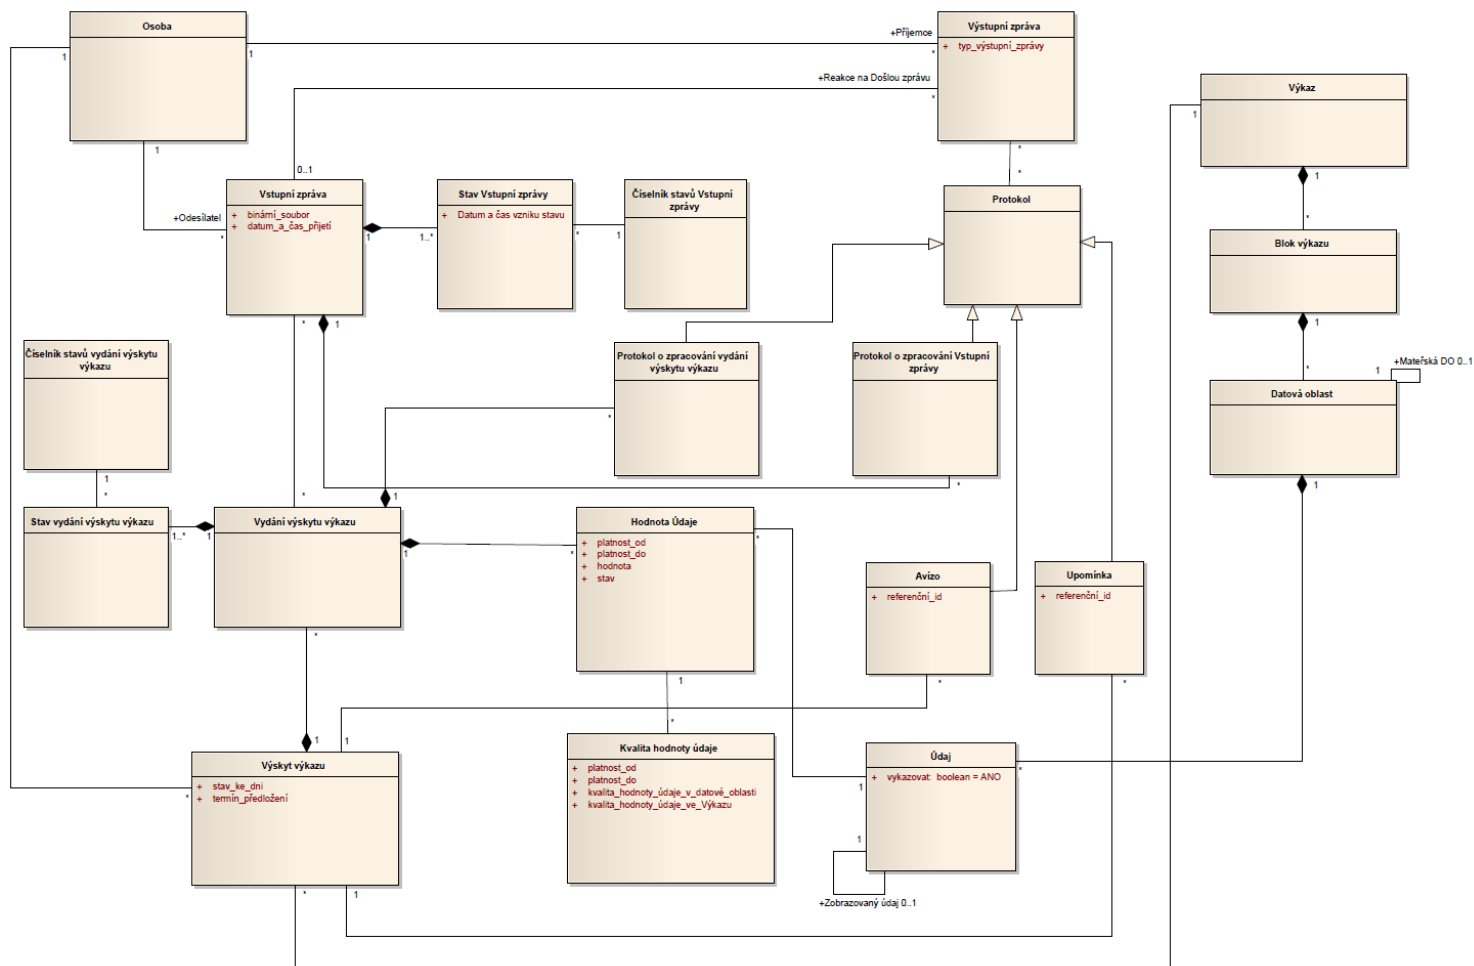 Osoba
1
1
1
+Příjemce
*
Výstupní zpráva
+ typ_výstupní_zprávy
+Reakce na Došlou zprávu
*
*
Výkaz
1
1
*
Blok výkazu
1
*
+Mateřská DO 0..1
1
Datová oblast
1
0..1
Vstupní zpráva
+ binární_soubor
+ datum_a_čas_přijetí
+Odesílatel
*
1
1..*
Stav Vstupní zprávy
+ Datum a čas vzniku stavu
*
1
Číselník stavů Vstupní
zprávy
*
Protokol
*
1
Číselník stavů vydání výskytu
výkazu
1
*
Protokol o zpracování vydání
výskytu výkazu
*
Protokol o zpracování Vstupní
zprávy
*
*
1
Stav vydání výskytu výkazu
1..*
1
Vydání výskytu výkazu
1
*
*
Hodnota Údaje
+ platnost_od
+ platnost_do
+ hodnota
+ stav
*
1
Avízo
+ referenční_id
*
Upomínka
+ referenční_id
*
1
1
*
Výskyt výkazu
+ stav_ke_dni
+ termín_předložení
*
1
*
Kvalita hodnoty údaje
+ platnost_od
+ platnost_do
+ kvalita_hodnoty_údaje_v_datové_oblasti
+ kvalita_hodnoty_údaje_ve_Výkazu
Údaj
+ vykazovat: boolean = ANO
*
1
1
+Zobrazovaný údaj 0..1